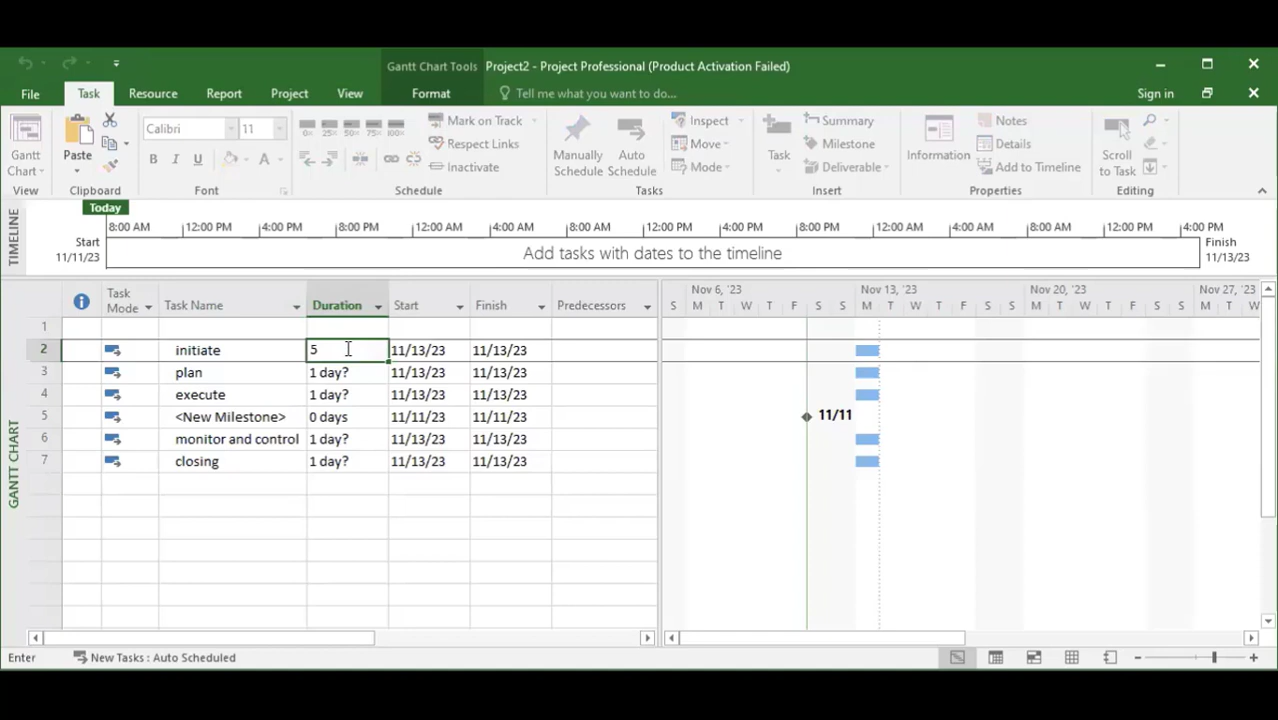 Gantt Chart Tools
Project2 - Project Professional (Product Activation Failed)
File Task Resource Report Project View Format Tell me what you want to do... Sign in
Gantt Chart
View
Paste
Clipboard
Calibri 11
B I U A
Font
0% 25% 50% 75% 100%
Mark on Track
Respect Links
Inactivate
Schedule
Manually Schedule
Auto Schedule
Inspect
Move
Mode
Tasks
Task
Summary
Milestone
Deliverable
Insert
Information
Notes
Details
Add to Timeline
Properties
Scroll to Task
Editing
TIMELINE
Today
8:00 AM 12:00 PM 4:00 PM 8:00 PM 12:00 AM 4:00 AM 8:00 AM 12:00 PM 4:00 PM 8:00 PM 12:00 AM 4:00 AM 8:00 AM 12:00 PM 4:00 PM
Start
11/11/23
Add tasks with dates to the timeline
Finish
11/13/23
GANTT CHART
Task Mode Task Name Duration Start Finish Predecessors
Nov 6, '23 Nov 13, '23 Nov 20, '23 Nov 27, '23
S M T W T F S S M T W T F S S M T W T F S S M T W
1
2 initiate 5 11/13/23 11/13/23
3 plan 1 day? 11/13/23 11/13/23
4 execute 1 day? 11/13/23 11/13/23
5 <New Milestone> 0 days 11/11/23 11/11/23 11/11
6 monitor and control 1 day? 11/13/23 11/13/23
7 closing 1 day? 11/13/23 11/13/23
Enter New Tasks : Auto Scheduled